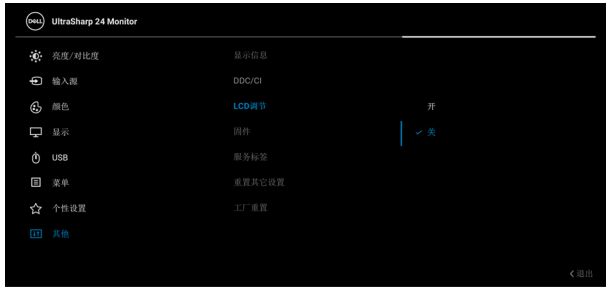 DELL UltraSharp 24 Monitor
亮度/对比度 显示信息
输入源 DDC/CI
颜色 LCD调节 开
显示 固件 关
USB 服务标签
菜单 重置其它设置
个性设置 工厂重置
其他
退出